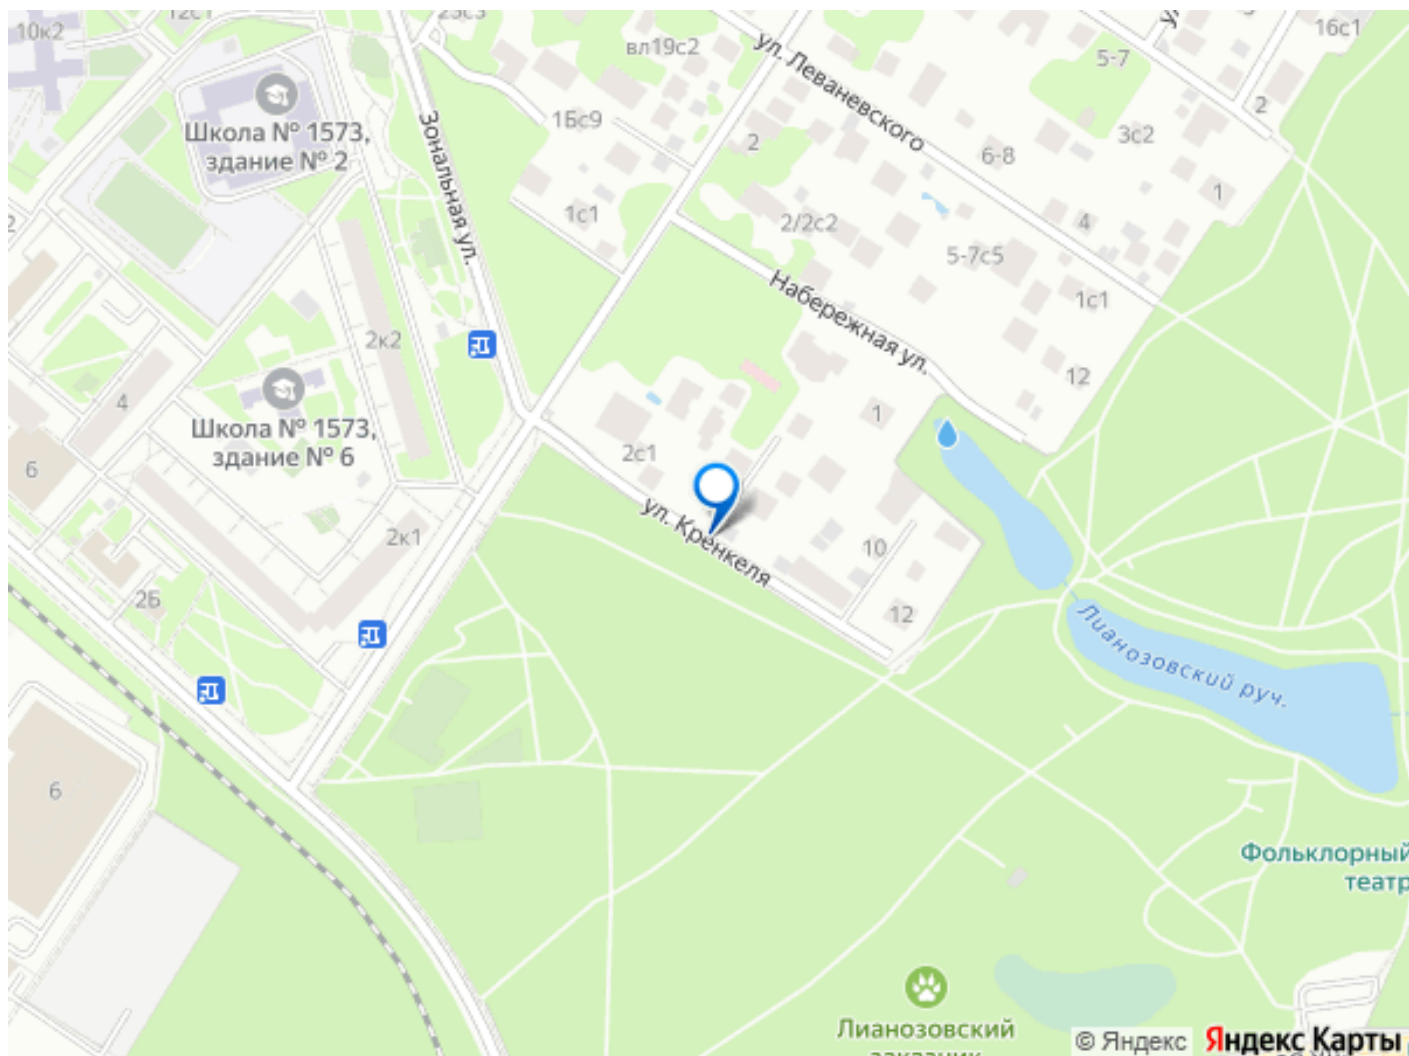 12с1
23с3
16с1
10к2
вл19с2
ул. Леваневского
5-7
2
Школа № 1573,
здание № 2
Зональная ул.
1Бс9
2
3с2
6-8
1
1с1
2/2с2
4
5-7с5
Набережная ул.
1с1
2к2
12
4
Школа № 1573,
здание № 6
1
2с1
6
ул. Кренкеля
2к1
10
2Б
12
Лианозовский руч.
6
Фольклорный
театр
Лианозовский
заказник
© Яндекс
Яндекс Карты